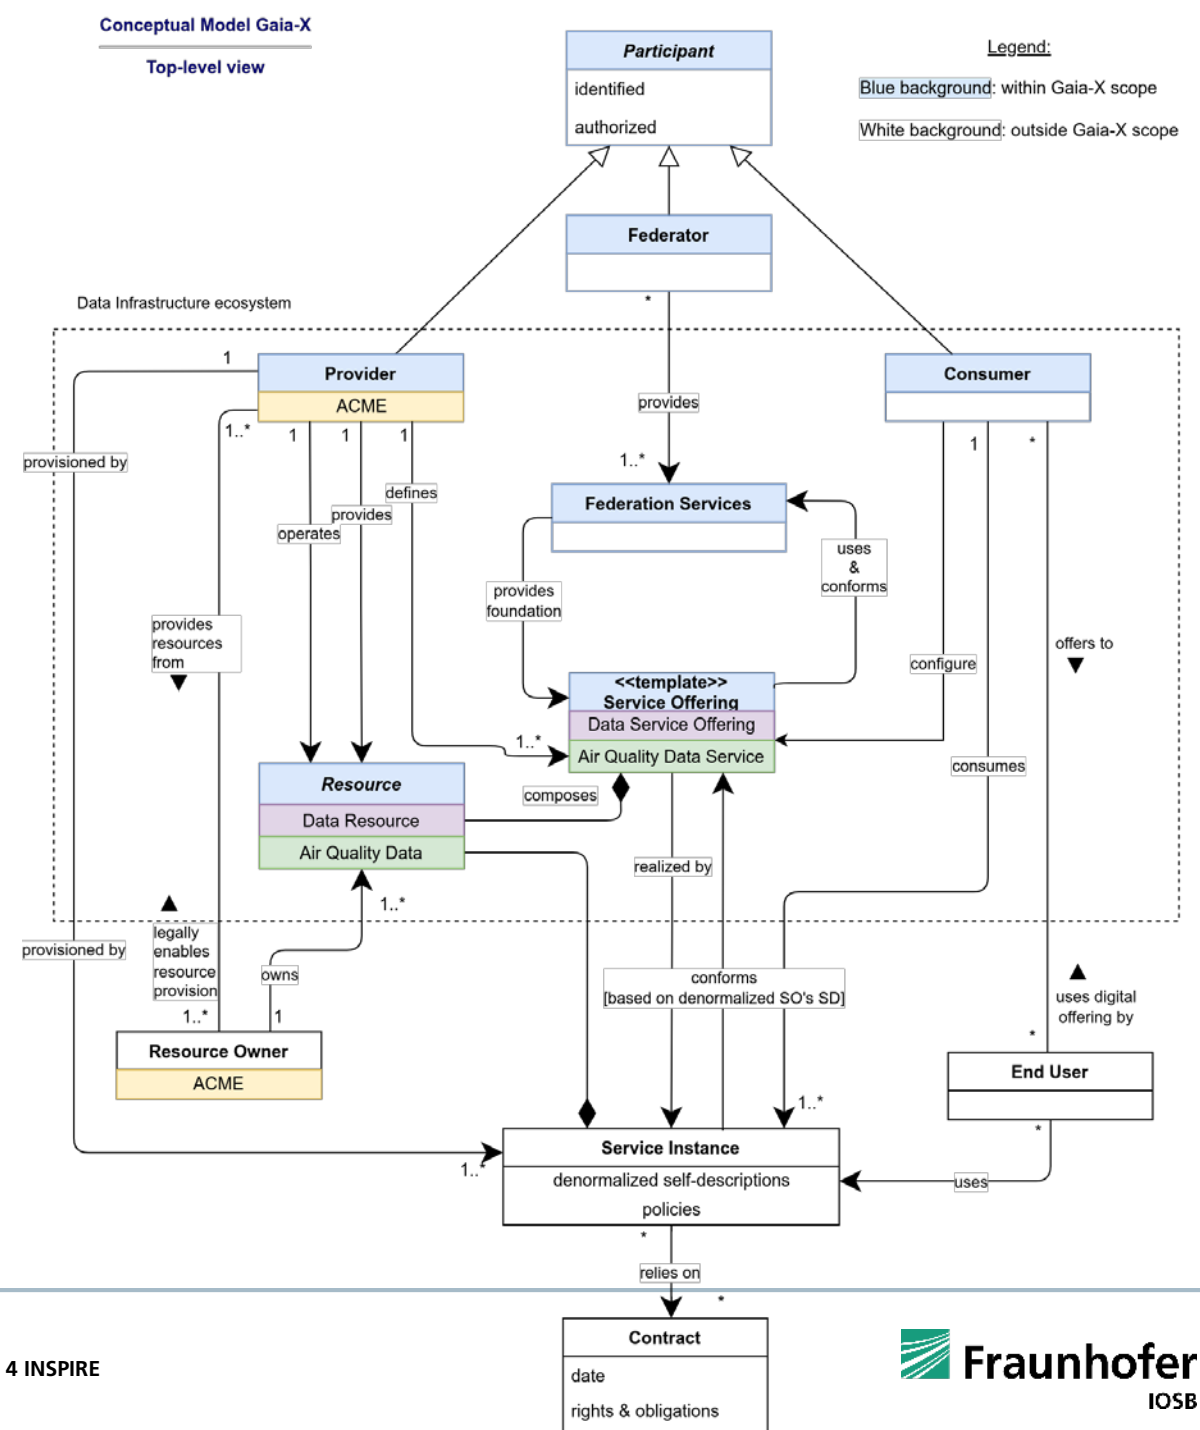 Conceptual Model Gaia-X
Top-level view
Participant
identified
authorized
Legend:
Blue background: within Gaia-X scope
White background: outside Gaia-X scope
Federator
*
Data Infrastructure ecosystem
1
Provider
ACME
Consumer
provides
1..*
1
1
1
1
*
1..*
provisioned by
defines
provides
operates
Federation Services
uses
&
conforms
provides
foundation
provides
resources
from
offers to
configure
<<template>>
Service Offering
Data Service Offering
Air Quality Data Service
1..*
consumes
composes
Resource
Data Resource
Air Quality Data
realized by
1..*
provisioned by
legally
enables
resource
provision
owns
conforms
[based on denormalized SO's SD]
uses digital
offering by
1..*
1
*
Resource Owner
ACME
End User
1..*
*
Service Instance
denormalized self-descriptions
policies
1..*
uses
*
relies on
*
Contract
date
rights & obligations
4 INSPIRE
Fraunhofer
IOSB